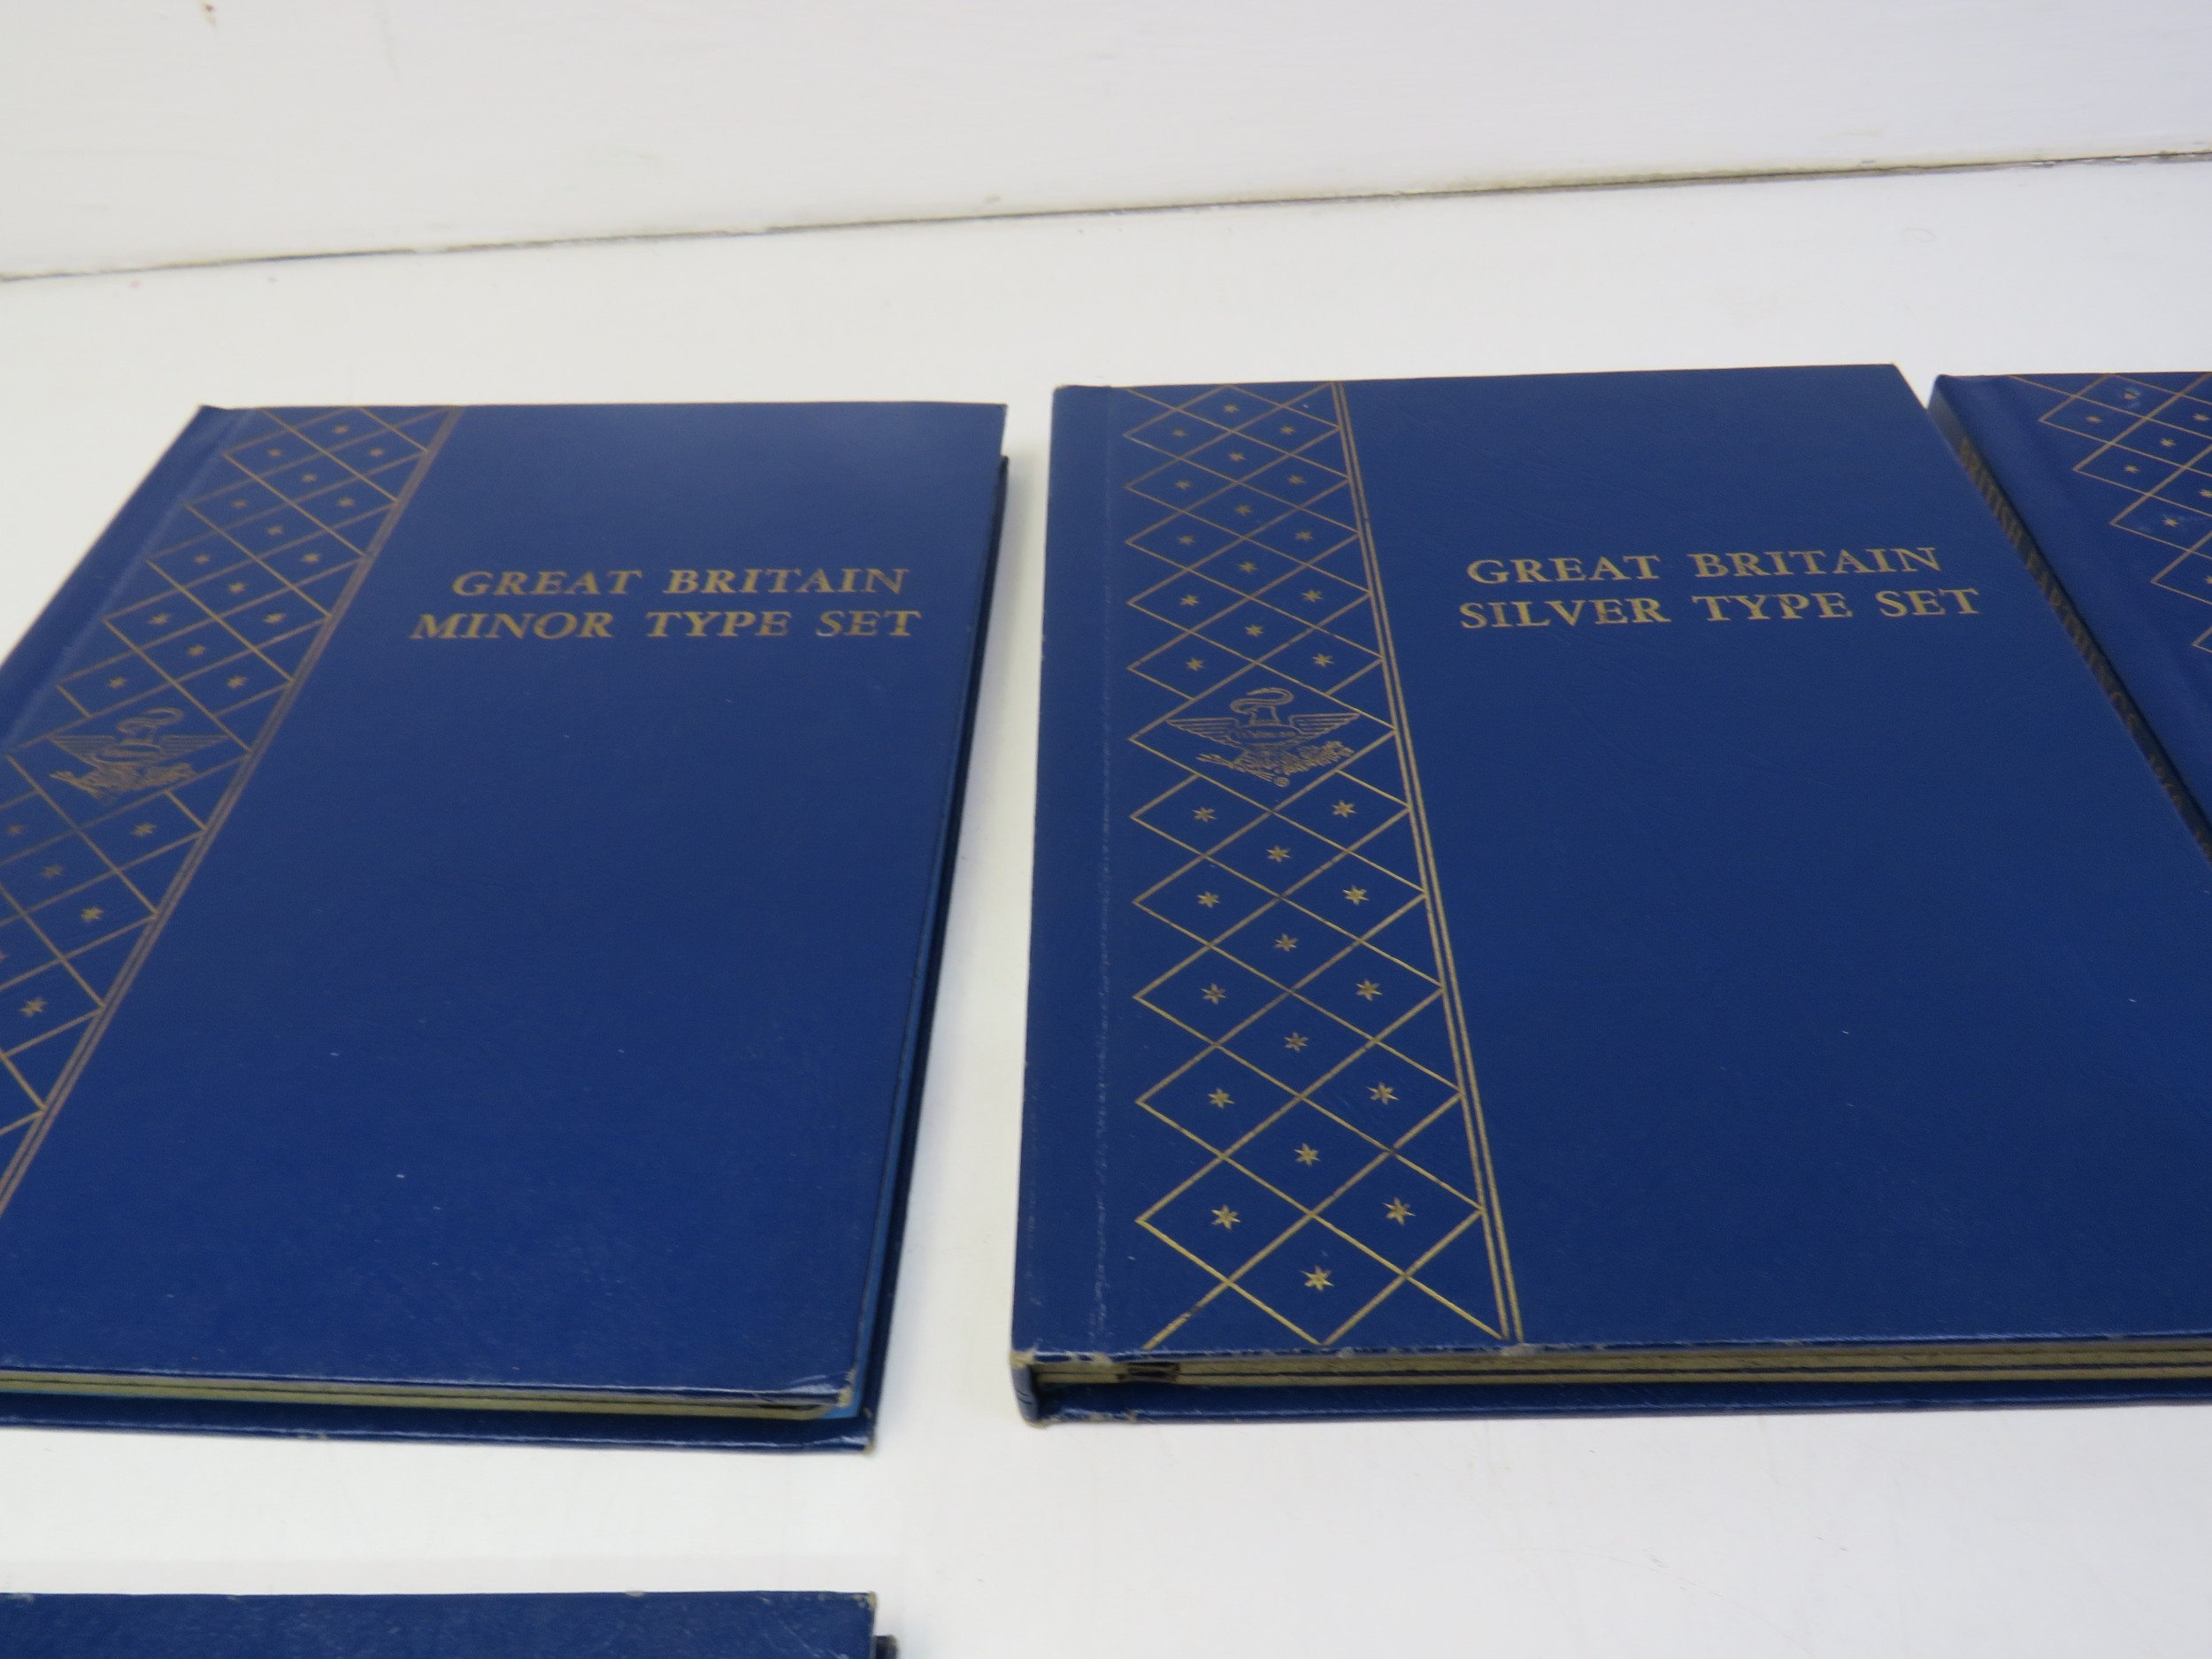 GREAT BRITAIN
MINOR TYPE SET
GREAT BRITAIN
SILVER TYPE SET